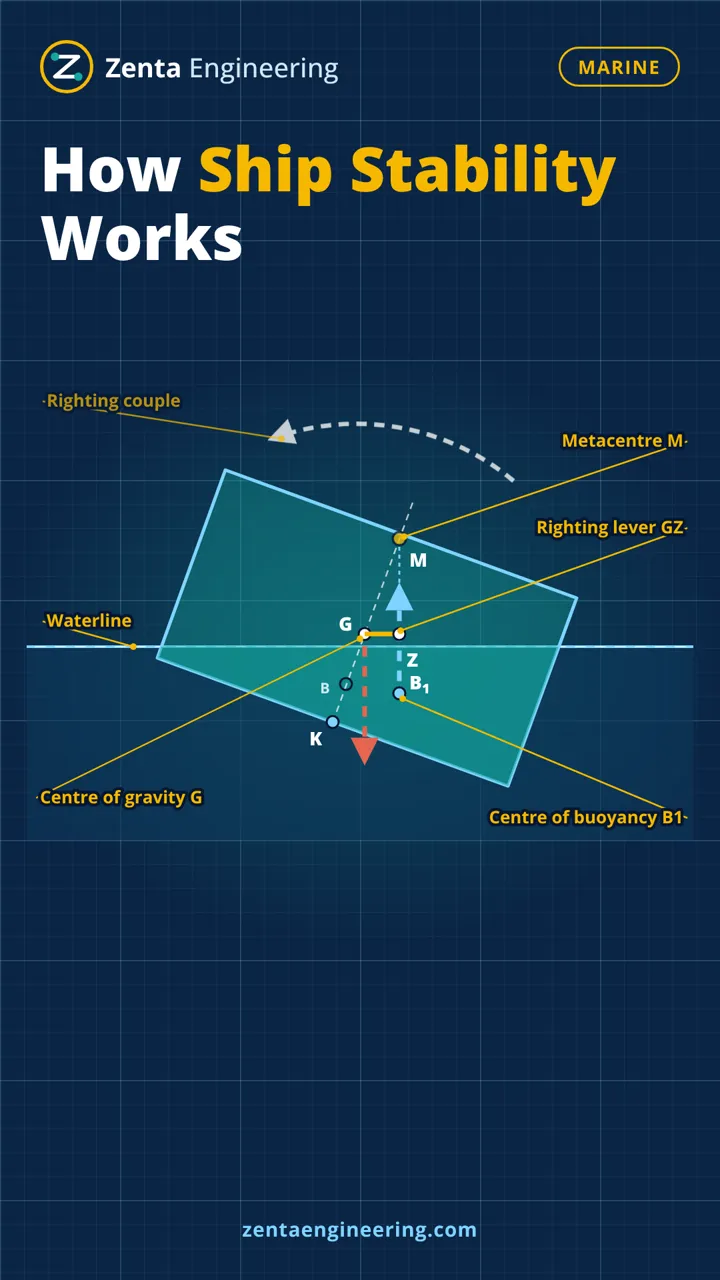 Zenta Engineering
MARINE
How Ship Stability
Works
Righting couple
Metacentre M
Righting lever GZ
M
Waterline
G
Z
B
B₁
K
Centre of gravity G
Centre of buoyancy B1
zentaengineering.com